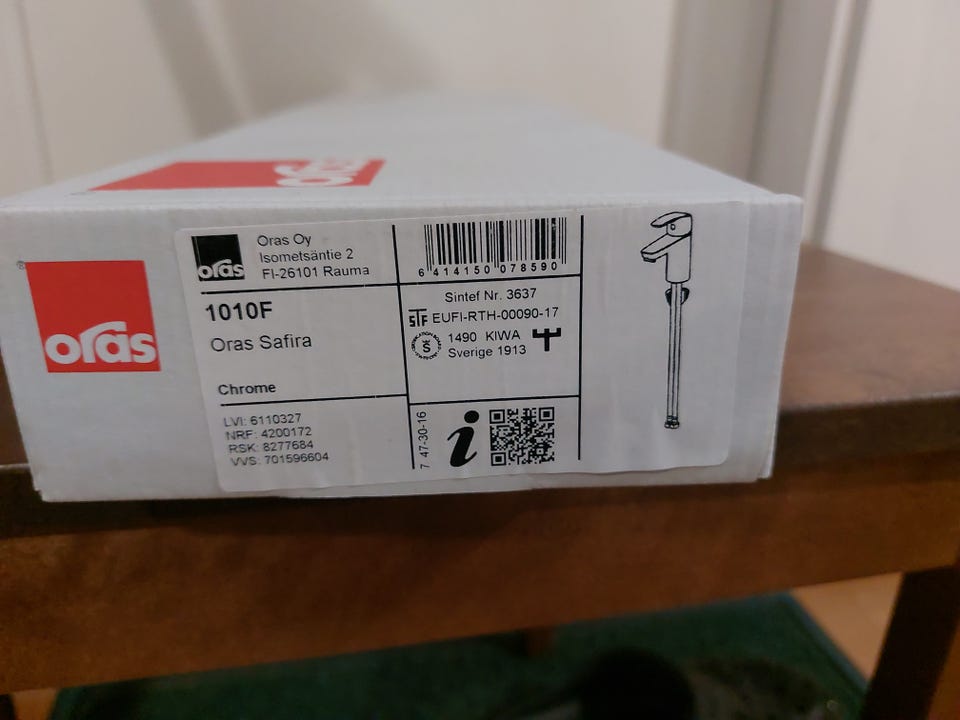 oras
oras
oras
Oras Oy
Isometsäntie 2
FI-26101 Rauma
1010F
Oras Safira
Chrome
LVI: 6110327
NRF: 4200172
RSK: 8277684
VVS: 701596604
6 414150 078590
Sintef Nr. 3637
STF EUFI-RTH-00090-17
1490 KIWA
Sverige 1913
7 47-30-16
i